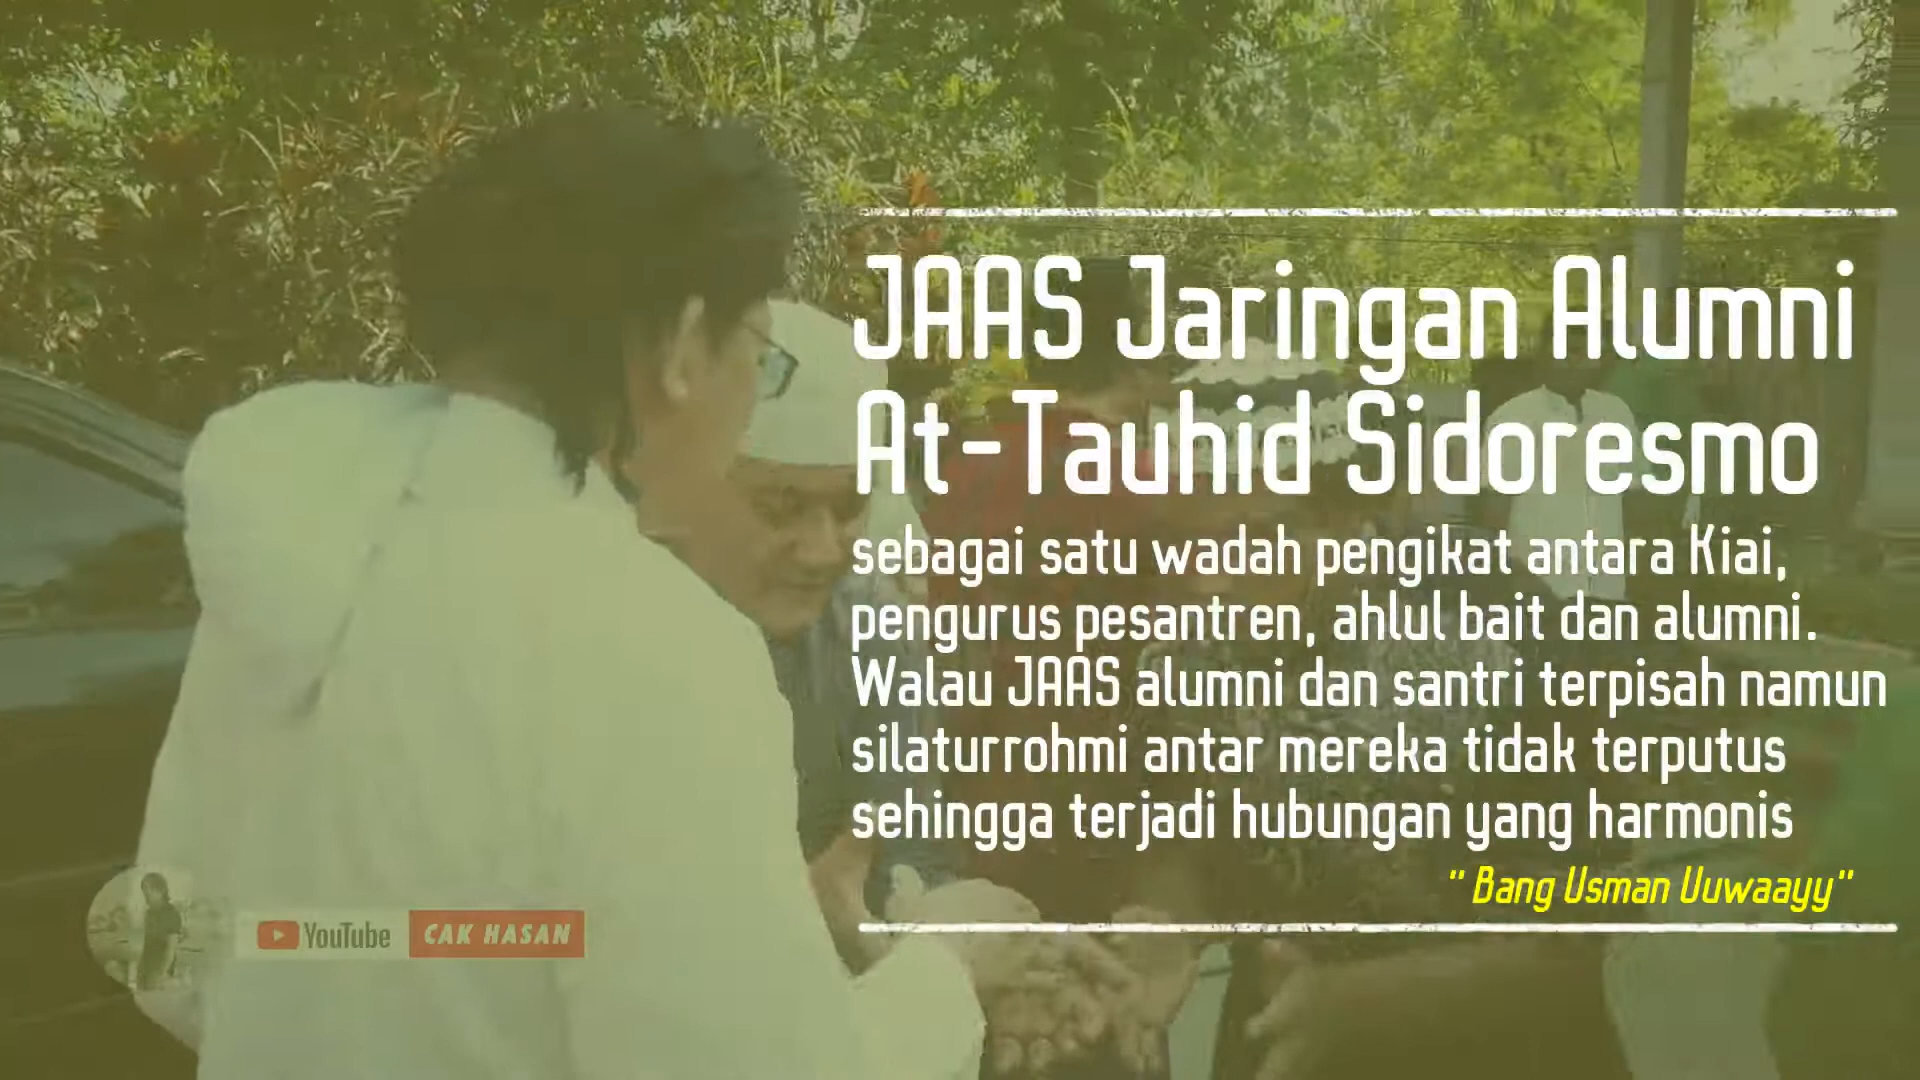 JAAS Jaringan Alumni
At-Tauhid Sidoresmo
sebagai satu wadah pengikat antara Kiai,
pengurus pesantren, ahlul bait dan alumni.
Walau JAAS alumni dan santri terpisah namun
silaturrohmi antar mereka tidak terputus
sehingga terjadi hubungan yang harmonis
" Bang Usman Uuwaayy"
YouTube CAK HASAN